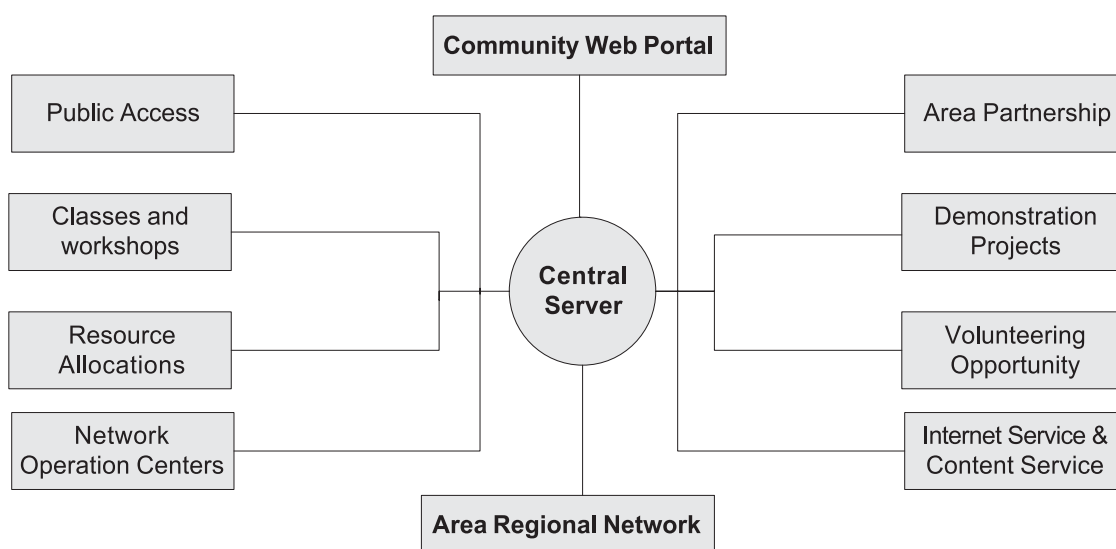 Community Web Portal
Public Access
Area Partnership
Classes and
workshops
Demonstration
Projects
Central
Server
Resource
Allocations
Volunteering
Opportunity
Network
Operation Centers
Internet Service &
Content Service
Area Regional Network